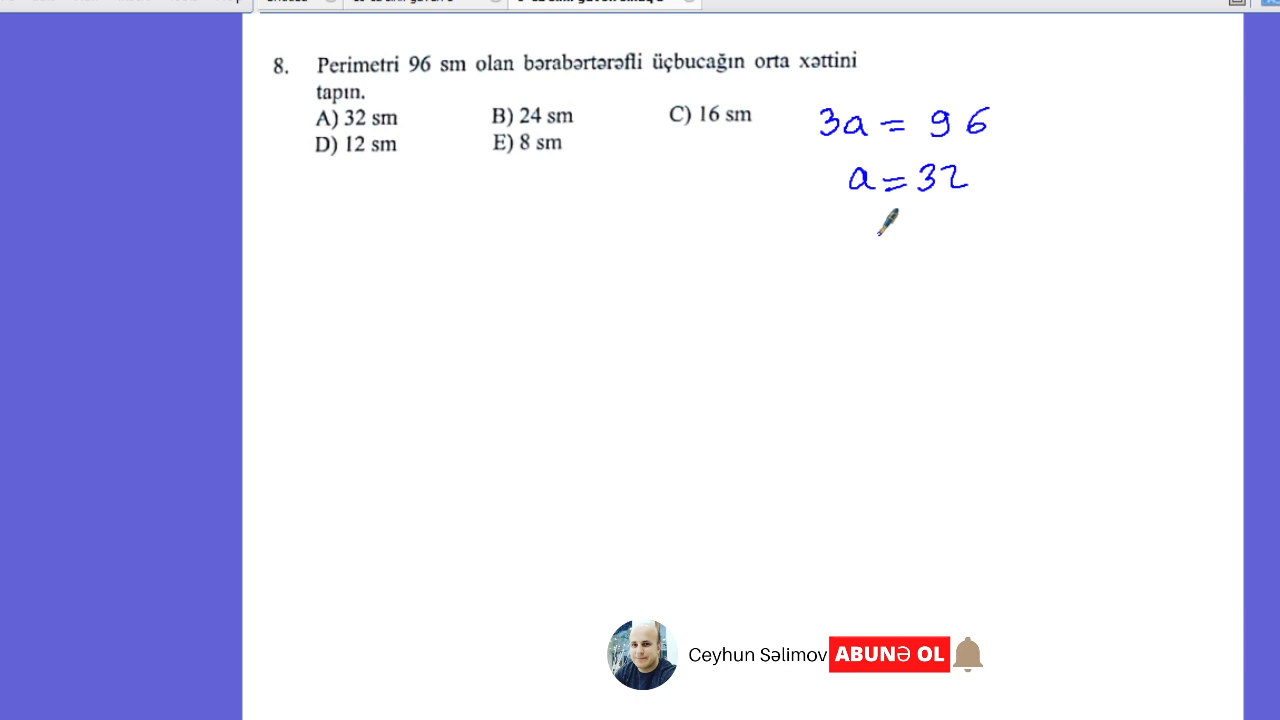 8. Perimetri 96 sm olan bərabərtərəfli üçbucağın orta xəttini
tapın.
A) 32 sm B) 24 sm C) 16 sm
D) 12 sm E) 8 sm
3a = 96
a = 32
Ceyhun Səlimov ABUNƏ OL